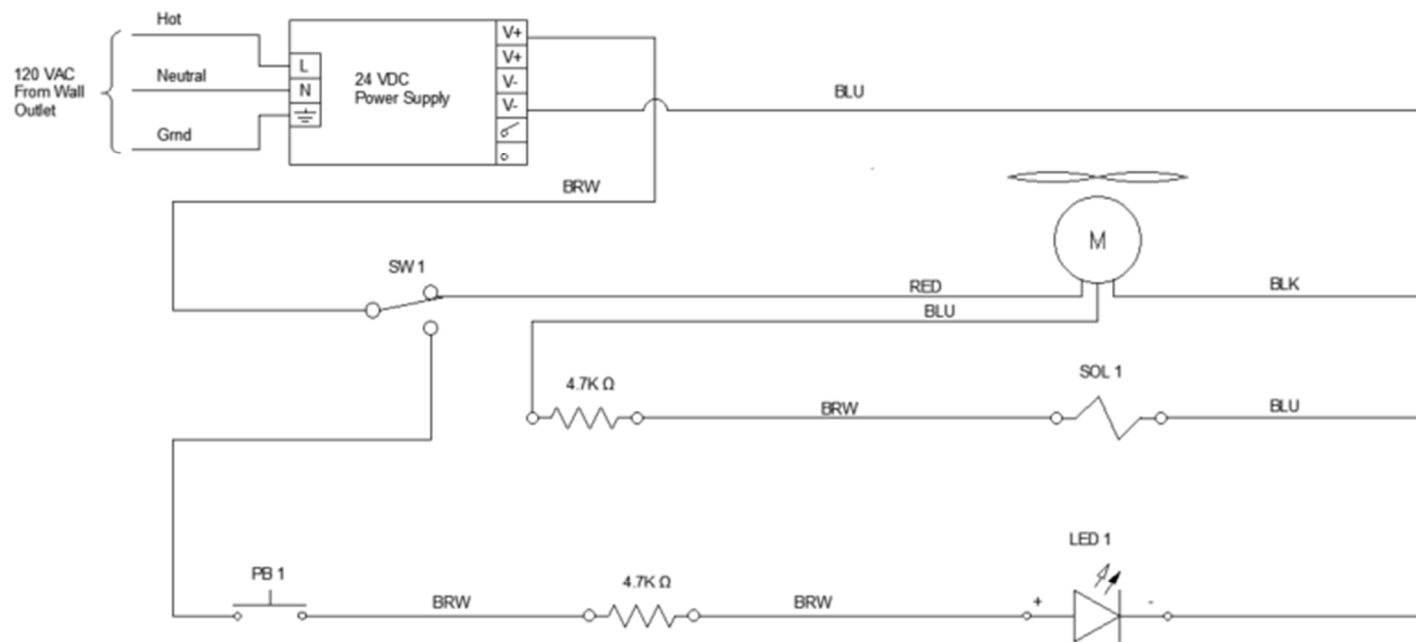 Hot
120 VAC
From Wall
Outlet
Neutral
Grnd
L
N
24 VDC
Power Supply
V+
V+
V-
V-
BLU
BRW
M
SW 1
RED
BLK
BLU
4.7K Ω
BRW
SOL 1
BLU
PB 1
BRW
4.7K Ω
BRW
LED 1
+
-